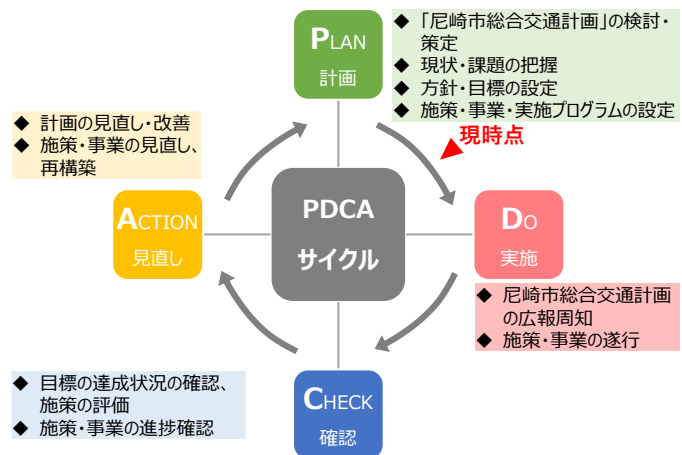 PLAN
計画
◆ 「尼崎市総合交通計画」の検討・
策定
◆ 現状・課題の把握
◆ 方針・目標の設定
◆ 施策・事業・実施プログラムの設定
現時点
◆ 計画の見直し・改善
◆ 施策・事業の見直し、
再構築
ACTION
見直し
PDCA
サイクル
DO
実施
◆ 尼崎市総合交通計画
の広報周知
◆ 施策・事業の遂行
◆ 目標の達成状況の確認、
施策の評価
◆ 施策・事業の進捗確認
CHECK
確認